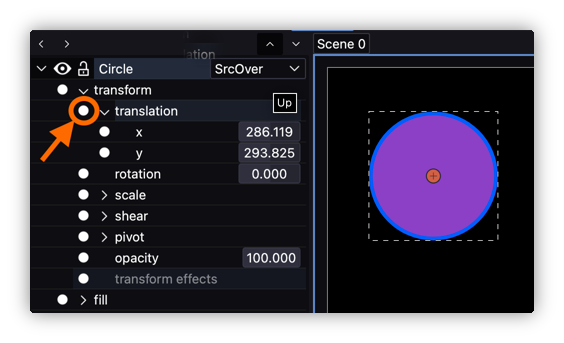 lation
Scene 0
Circle SrcOver
transform
translation
Up
x 286.119
y 293.825
rotation 0.000
scale
shear
pivot
opacity 100.000
transform effects
fill